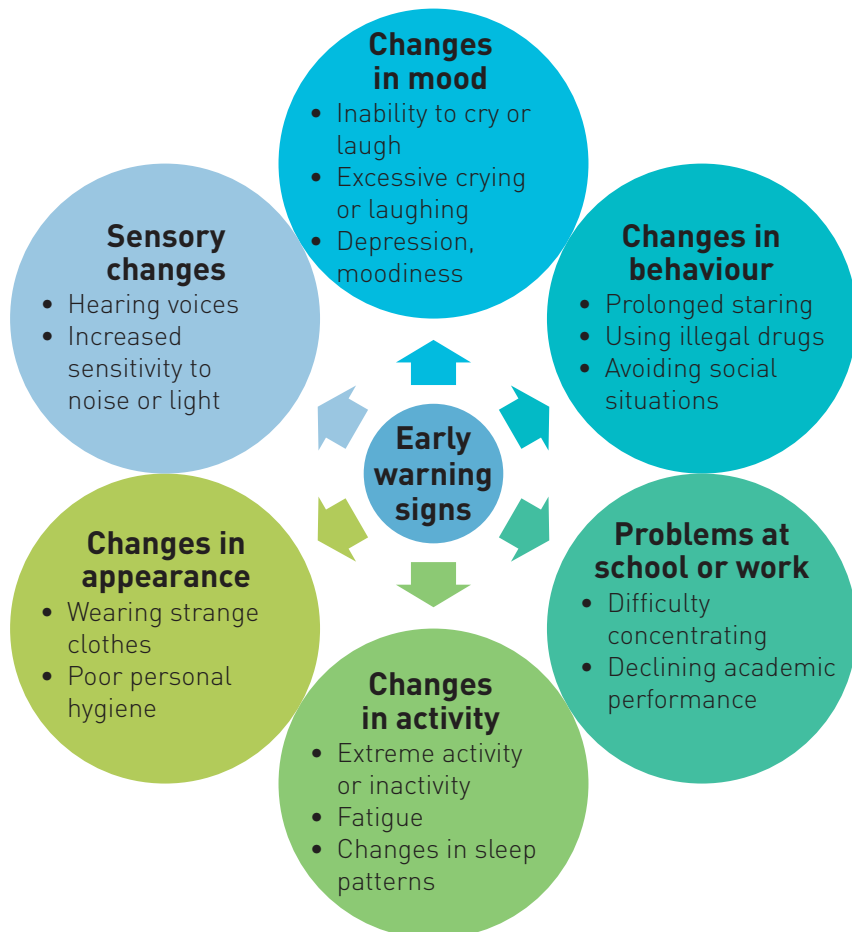 Changes
in mood
• Inability to cry or
laugh
• Excessive crying
or laughing
• Depression,
moodiness
Changes in
behaviour
• Prolonged staring
• Using illegal drugs
• Avoiding social
situations
Problems at
school or work
• Difficulty
concentrating
• Declining academic
performance
Changes
in activity
• Extreme activity
or inactivity
• Fatigue
• Changes in sleep
patterns
Changes in
appearance
• Wearing strange
clothes
• Poor personal
hygiene
Sensory
changes
• Hearing voices
• Increased
sensitivity to
noise or light
Early
warning
signs